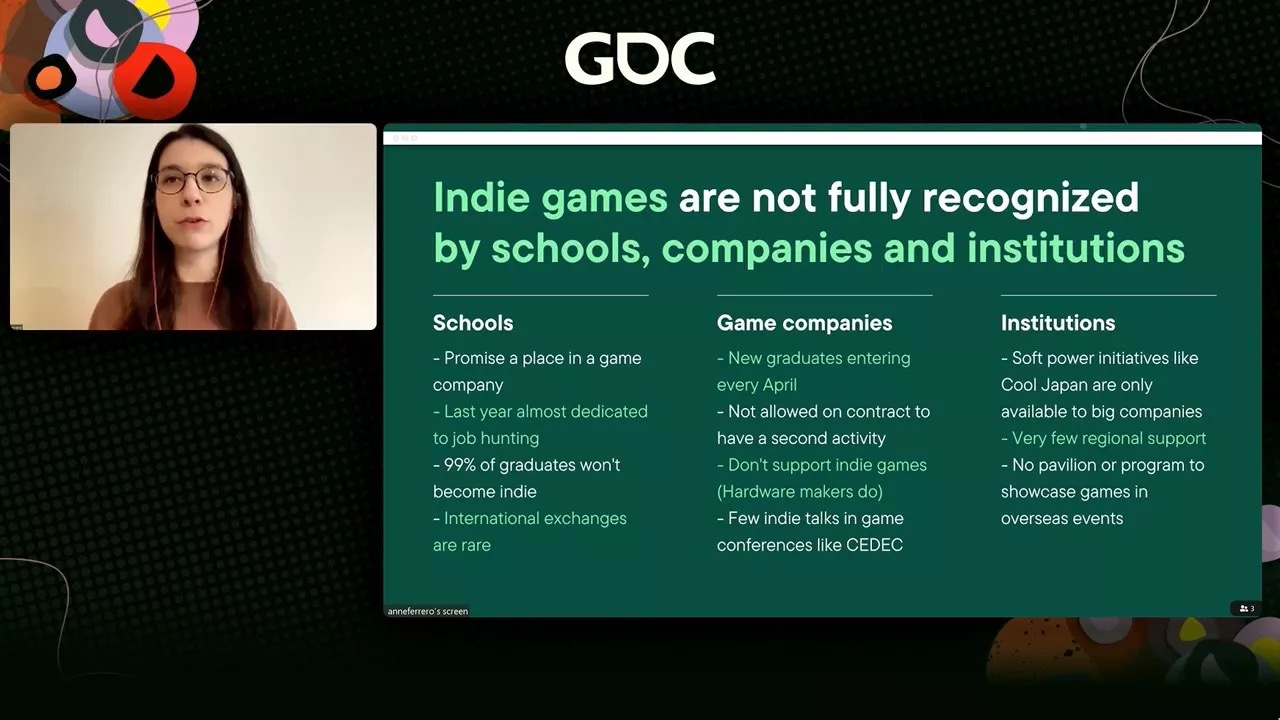 GDC
Indie games are not fully recognized
by schools, companies and institutions
Schools
- Promise a place in a game
company
- Last year almost dedicated
to job hunting
- 99% of graduates won't
become indie
- International exchanges
are rare
Game companies
- New graduates entering
every April
- Not allowed on contract to
have a second activity
- Don't support indie games
(Hardware makers do)
- Few indie talks in game
conferences like CEDEC
Institutions
- Soft power initiatives like
Cool Japan are only
available to big companies
- Very few regional support
- No pavilion or program to
showcase games in
overseas events
anneferrero's screen
3